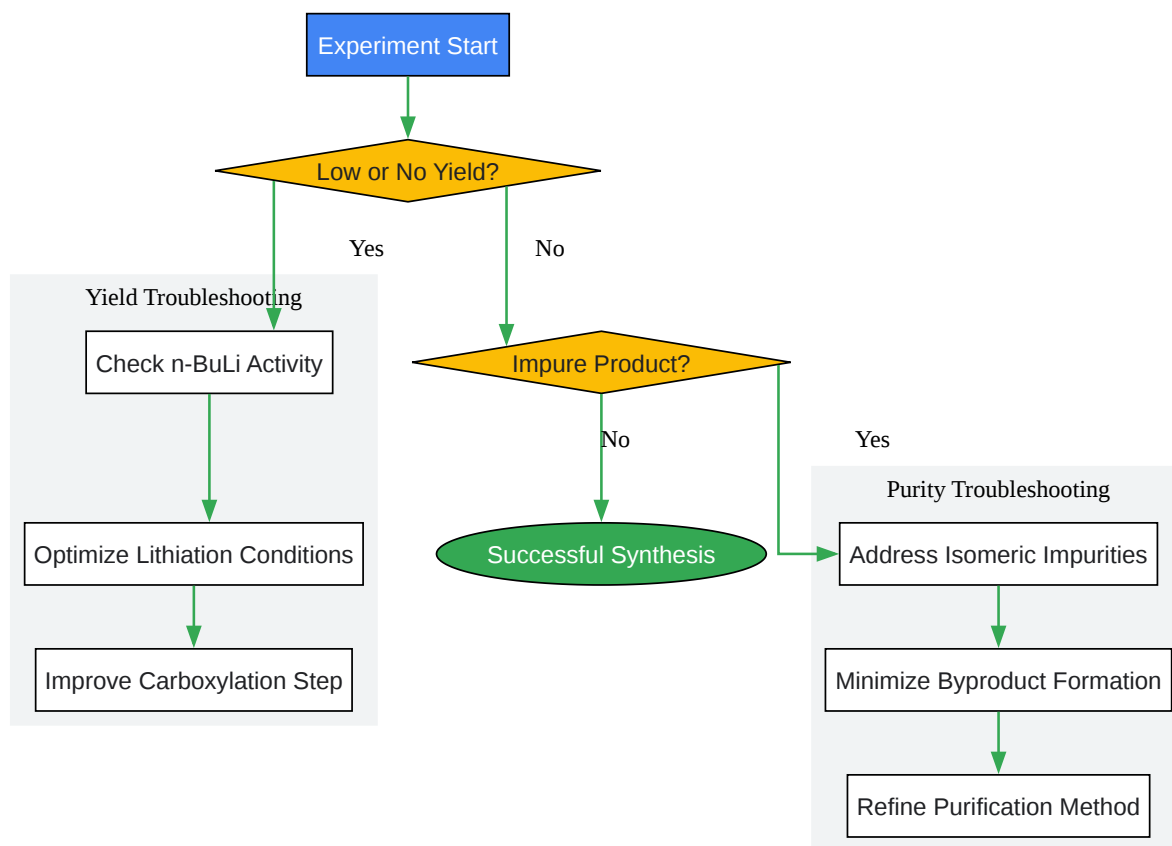 Experiment Start
Low or No Yield?
Yes
No
Yield Troubleshooting
Check n-BuLi Activity
Impure Product?
No
Yes
Purity Troubleshooting
Optimize Lithiation Conditions
Successful Synthesis
Address Isomeric Impurities
Improve Carboxylation Step
Minimize Byproduct Formation
Refine Purification Method